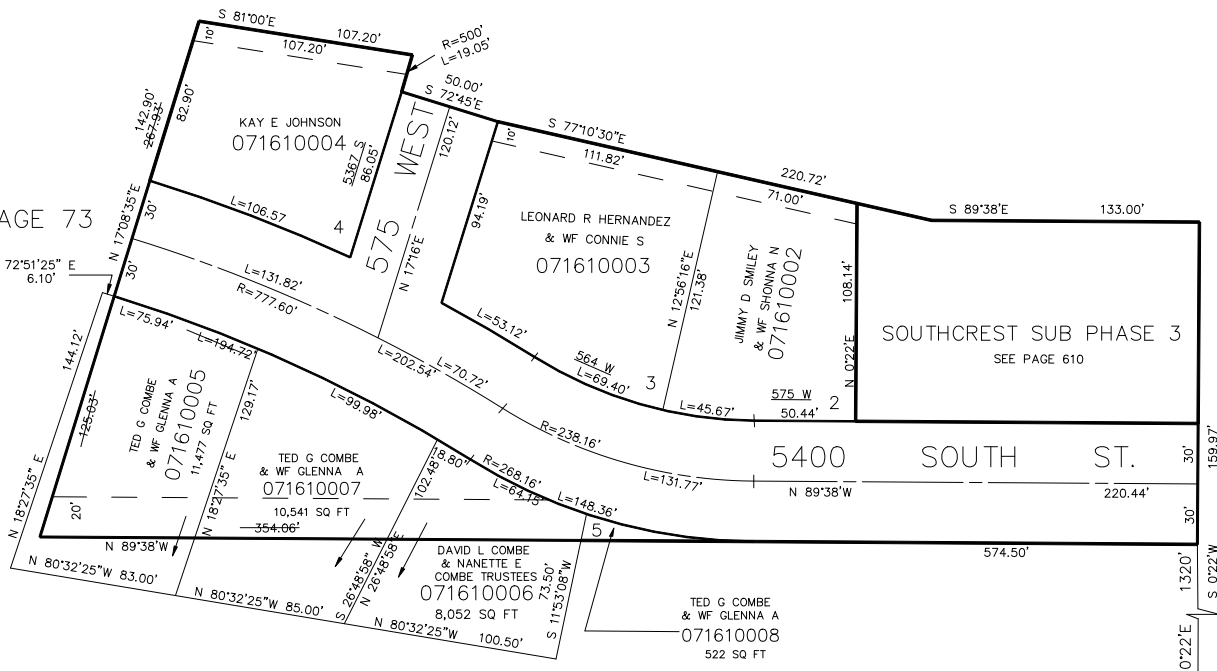 S 81°00'E
107.20'
107.20'
10'
R=500'
L=19.05'
50.00'
S 72°45'E
142.90'
267.93'
82.90'
KAY E JOHNSON
071610004
5367 S
86.05'
575 WEST
120.12'
N 17°16'E
10'
S 77°10'30"E
111.82'
220.72'
71.00'
S 89°38'E
133.00'
AGE 73
N 17°08'35"E
30'
30'
L=106.57
4
94.19'
LEONARD R HERNANDEZ
& WF CONNIE S
071610003
N 12°56'16"E
121.38'
JIMMY D SMILEY
& WF SHONNA N
071610002
108.14'
N 0°22'E
SOUTHCREST SUB PHASE 3
SEE PAGE 610
72°51'25" E
6.10'
L=131.82'
R=777.60'
L=53.12'
564 W
L=69.40'
3
L=45.67'
575 W
50.44'
2
L=75.94'
L=194.72'
L=202.54'
L=70.72'
144.12'
125.03'
TED G COMBE
& WF GLENNA A
071610005
11,477 SQ FT
129.17'
N 18°27'35" E
L=99.98'
R=238.16'
L=131.77'
5400 SOUTH ST.
N 89°38'W
220.44'
30'
30'
159.97'
TED G COMBE
& WF GLENNA A
071610007
10,541 SQ FT
354.06'
18.80'
102.48'
R=268.16'
L=64.15'
L=148.36'
5
N 18°27'35" E
20'
N 89°38'W
574.50'
N 80°32'25"W 83.00'
N 80°32'25"W 85.00'
S 26°48'58" W
N 26°48'58"E
DAVID L COMBE
& NANETTE E
COMBE TRUSTEES
071610006
8,052 SQ FT
73.50'
S 11°53'08"W
N 80°32'25"W 100.50'
TED G COMBE
& WF GLENNA A
071610008
522 SQ FT
1320'
S 0°22'W
0°22'E